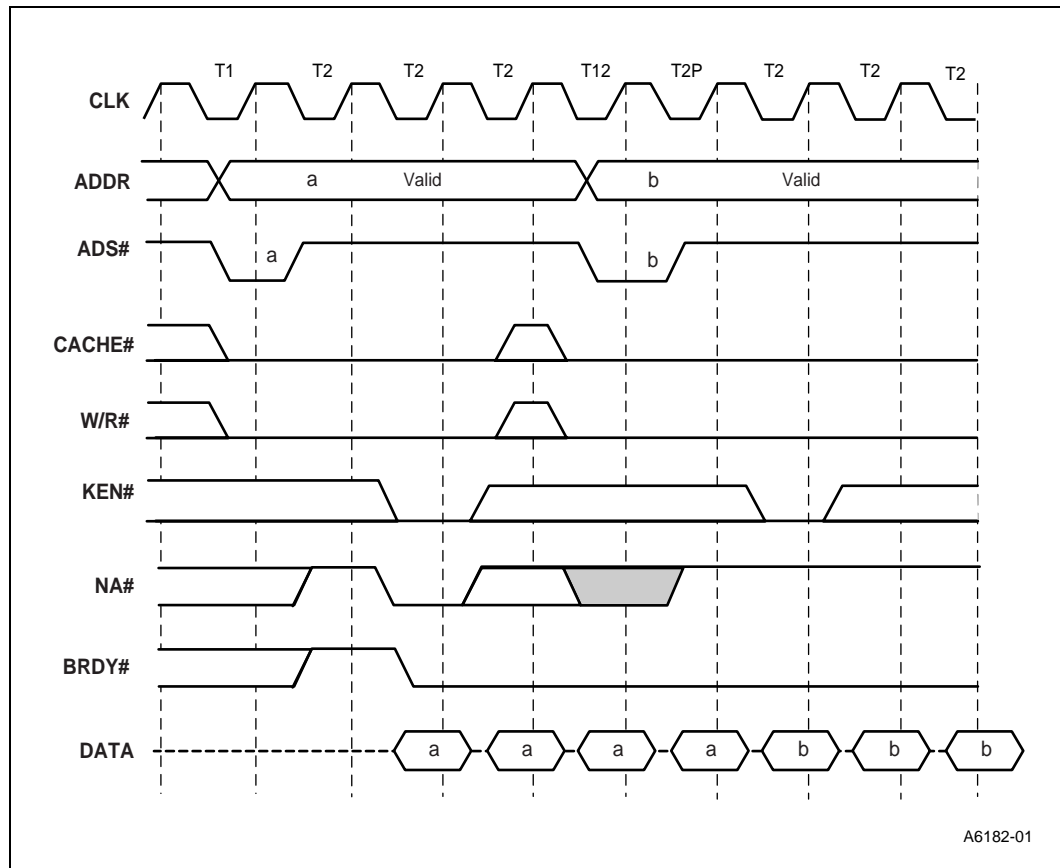 T1 T2 T2 T2 T12 T2P T2 T2 T2
CLK
ADDR a Valid b Valid
ADS# a b
CACHE#
W/R#
KEN#
NA#
BRDY#
DATA a a a a b b b
A6182-01